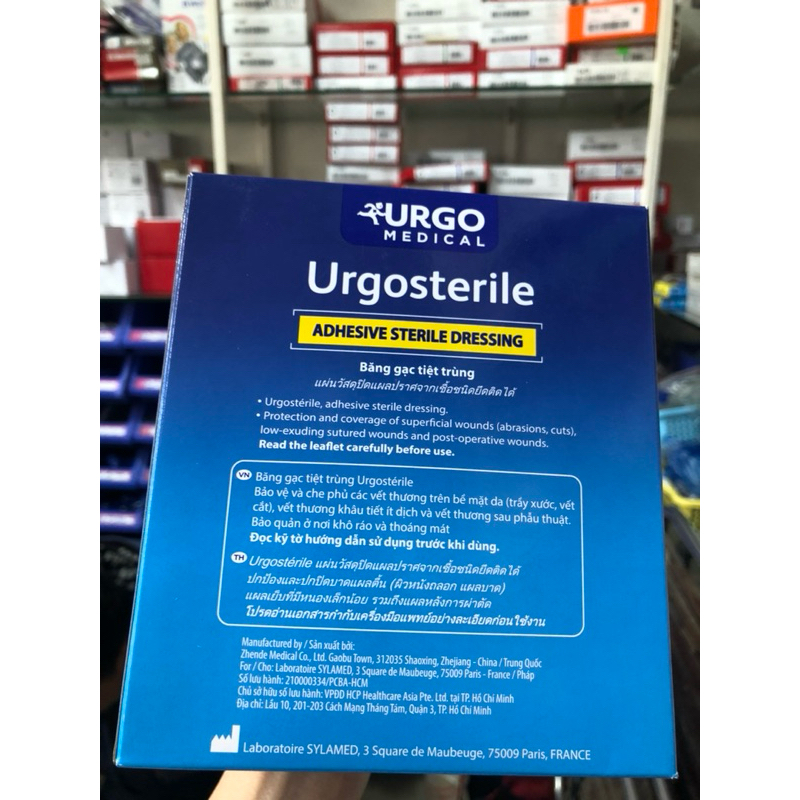 URGO
MEDICAL
Urgosterile
ADHESIVE STERILE DRESSING
Băng gạc tiệt trùng
แผ่นวัสดุปิดแผลปราศจากเชื้อชนิดยึดติดได้
• Urgostérile, adhesive sterile dressing.
• Protection and coverage of superficial wounds (abrasions, cuts),
low-exuding sutured wounds and post-operative wounds.
Read the leaflet carefully before use.
VN Băng gạc tiệt trùng Urgostérile
Bảo vệ và che phủ các vết thương trên bề mặt da (trầy xước, vết
cắt), vết thương khâu tiết ít dịch và vết thương sau phẫu thuật.
Bảo quản ở nơi khô ráo và thoáng mát
Đọc kỹ tờ hướng dẫn sử dụng trước khi dùng.
TH Urgostérile แผ่นวัสดุปิดแผลปราศจากเชื้อชนิดยึดติดได้
ปกป้องและปกปิดบาดแผลตื้น (ผิวหนังถลอก แผลบาด)
แผลเย็บที่มีหนองเล็กน้อย รวมถึงแผลหลังการผ่าตัด
โปรดอ่านเอกสารกำกับเครื่องมือแพทย์อย่างละเอียดก่อนใช้งาน
Manufactured by / Sản xuất bởi:
Zhende Medical Co., Ltd. Gaobu Town, 312035 Shaoxing, Zhejiang - China / Trung Quốc
For / Cho: Laboratoire SYLAMED, 3 Square de Maubeuge, 75009 Paris - France / Pháp
Số lưu hành: 210000334/PCBA-HCM
Chủ sở hữu số lưu hành: VPĐD HCP Healthcare Asia Pte. Ltd. tại TP. Hồ Chí Minh
Địa chỉ: Lầu 10, 201-203 Cách Mạng Tháng Tám, Quận 3, TP. Hồ Chí Minh
Laboratoire SYLAMED, 3 Square de Maubeuge, 75009 Paris, FRANCE